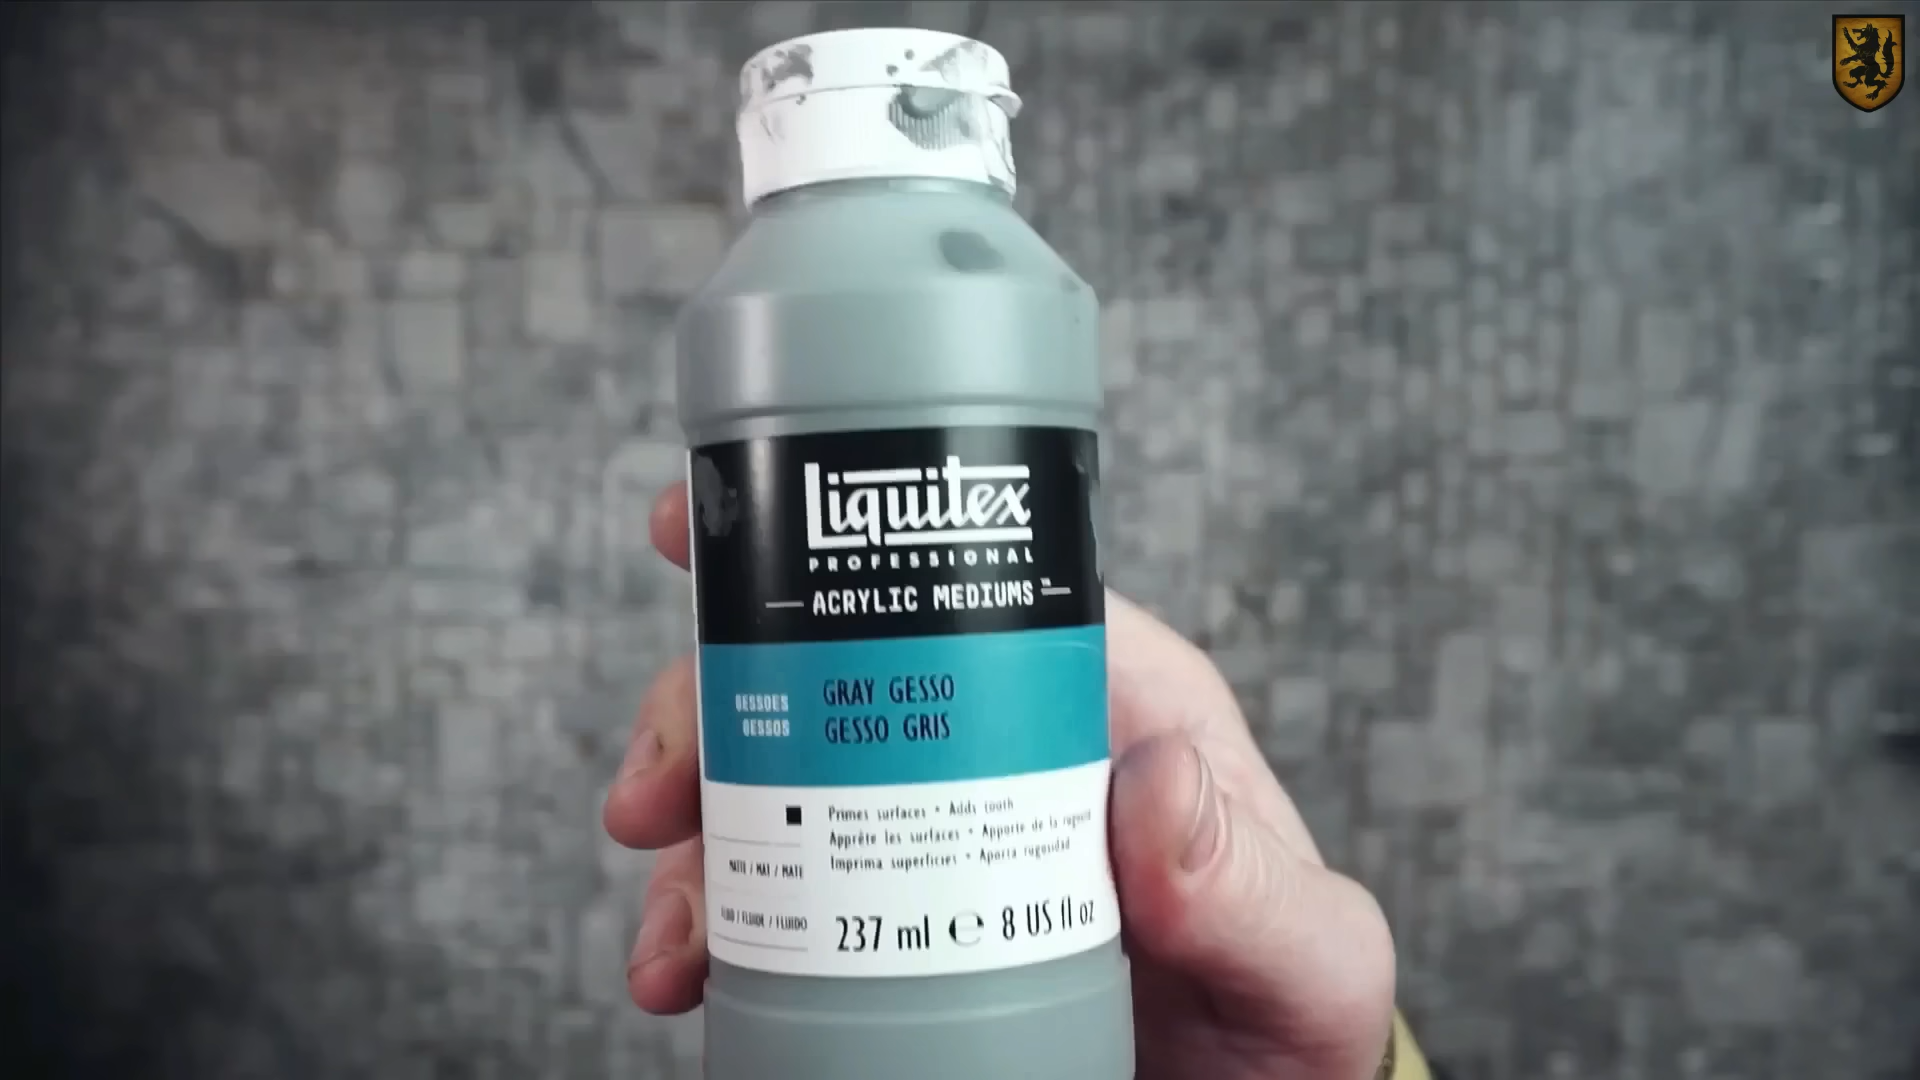 Liquitex
PROFESSIONAL
ACRYLIC MEDIUMS™
GESSOES
GESSOS
GRAY GESSO
GESSO GRIS
Primes surfaces • Adds tooth
Apprête les surfaces • Apporte de la rugosité
Imprima superficies • Aporta rugosidad
MATTE / MAT / MATE
FLUID / FLUIDE / FLUIDO
237 ml ℮ 8 US fl oz